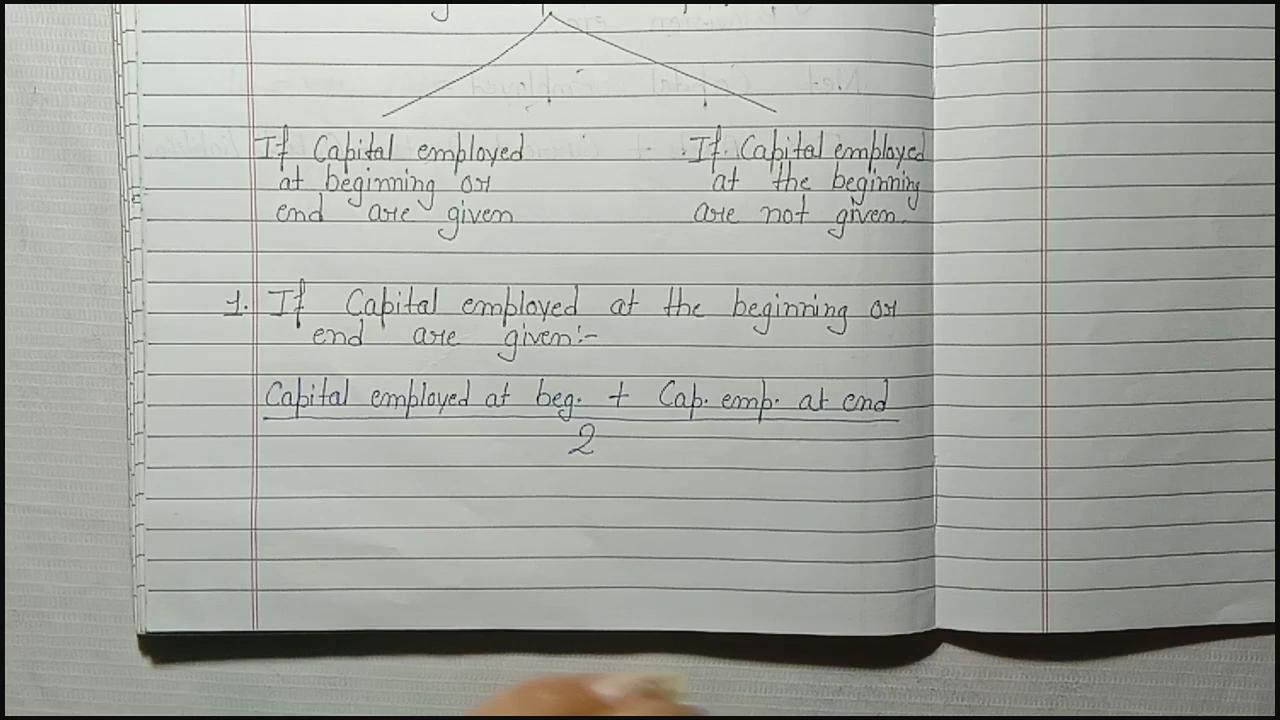 If Capital employed
at beginning or
end are given
If Capital employed
at the beginning
are not given
1. If Capital employed at the beginning or
end are given:-
Capital employed at beg. + Cap. emp. at end
2